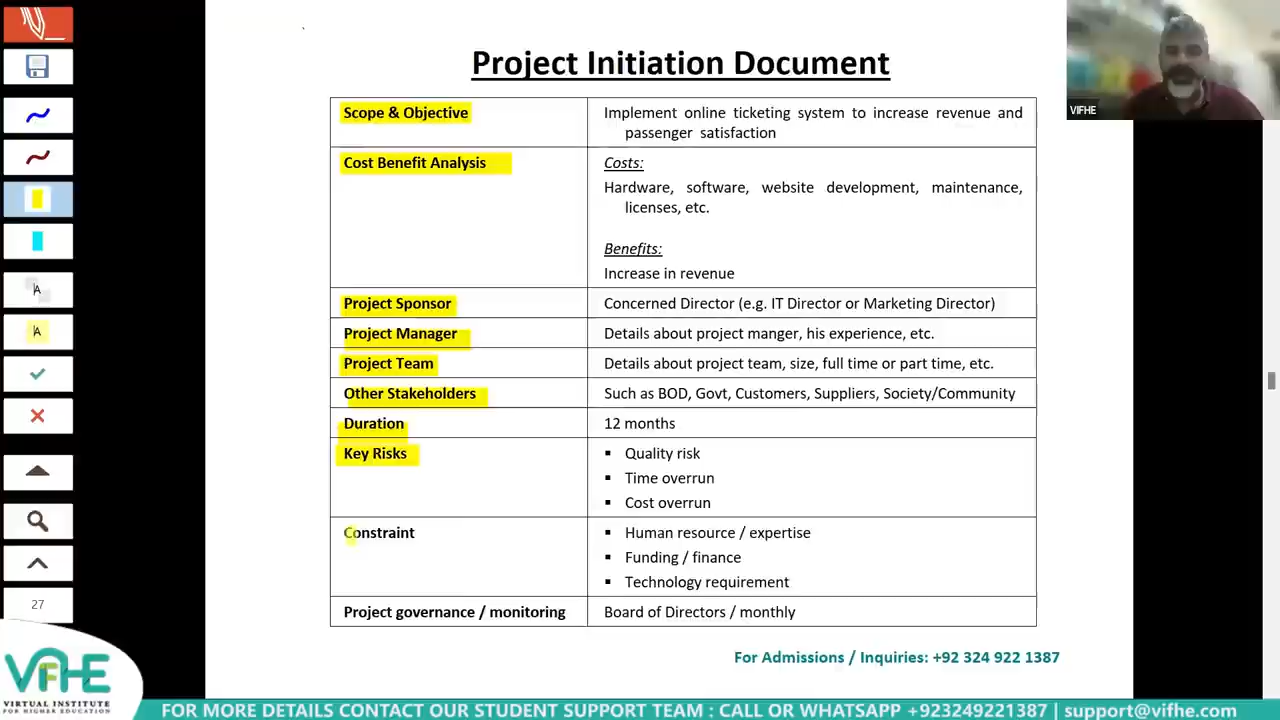 Project Initiation Document
VIFHE
Scope & Objective
Implement online ticketing system to increase revenue and
passenger satisfaction
Cost Benefit Analysis
Costs:
Hardware, software, website development, maintenance,
licenses, etc.
Benefits:
Increase in revenue
Project Sponsor
Concerned Director (e.g. IT Director or Marketing Director)
Project Manager
Details about project manger, his experience, etc.
Project Team
Details about project team, size, full time or part time, etc.
Other Stakeholders
Such as BOD, Govt, Customers, Suppliers, Society/Community
Duration
12 months
Key Risks
▪ Quality risk
▪ Time overrun
▪ Cost overrun
Constraint
▪ Human resource / expertise
▪ Funding / finance
▪ Technology requirement
Project governance / monitoring
Board of Directors / monthly
A
A
27
For Admissions / Inquiries: +92 324 922 1387
VIFHE
VIRTUAL INSTITUTE
FOR HIGHER EDUCATION
FOR MORE DETAILS CONTACT OUR STUDENT SUPPORT TEAM : CALL OR WHATSAPP +923249221387 | support@vifhe.com